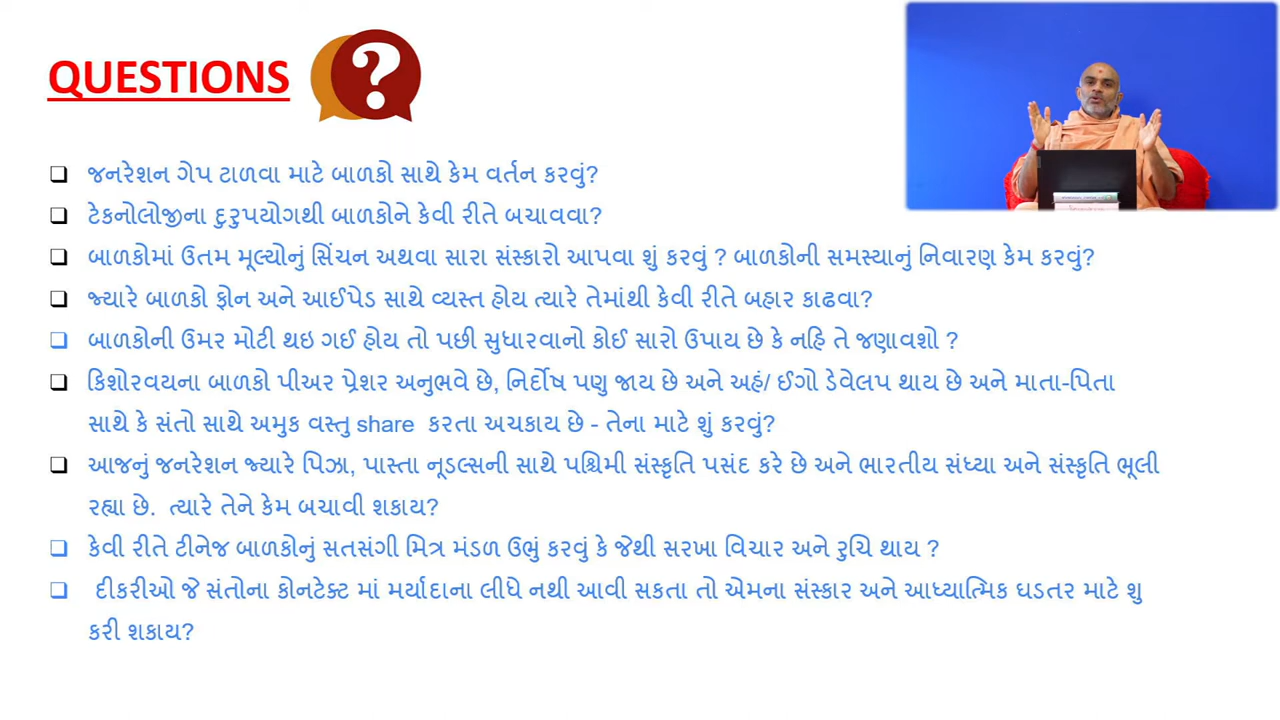 QUESTIONS
?
જનરેશન ગેપ ટાળવા માટે બાળકો સાથે કેમ વર્તન કરવું?
ટેકનોલોજીના દુરુપયોગથી બાળકોને કેવી રીતે બચાવવા?
બાળકોમાં ઉતમ મૂલ્યોનું સિંચન અથવા સારા સંસ્કારો આપવા શું કરવું ? બાળકોની સમસ્યાનું નિવારણ કેમ કરવું?
જ્યારે બાળકો ફોન અને આઈપેડ સાથે વ્યસ્ત હોય ત્યારે તેમાંથી કેવી રીતે બહાર કાઢવા?
બાળકોની ઉમર મોટી થઇ ગઈ હોય તો પછી સુધારવાનો કોઈ સારો ઉપાય છે કે નહિ તે જણાવશો ?
કિશોરવયના બાળકો પીઅર પ્રેશર અનુભવે છે, નિર્દોષ પણુ જાય છે અને અહં/ ઈગો ડેવેલપ થાય છે અને માતા-પિતા
સાથે કે સંતો સાથે અમુક વસ્તુ share કરતા અચકાય છે - તેના માટે શું કરવું?
આજનું જનરેશન જ્યારે પિઝા, પાસ્તા નૂડલ્સની સાથે પશ્ચિમી સંસ્કૃતિ પસંદ કરે છે અને ભારતીય સંધ્યા અને સંસ્કૃતિ ભૂલી
રહ્યા છે. ત્યારે તેને કેમ બચાવી શકાય?
કેવી રીતે ટીનેજ બાળકોનું સતસંગી મિત્ર મંડળ ઉભું કરવું કે જેથી સરખા વિચાર અને રુચિ થાય ?
દીકરીઓ જે સંતોના કોનટેક્ટ માં મર્યાદાના લીધે નથી આવી સકતા તો એમના સંસ્કાર અને આધ્યાત્મિક ઘડતર માટે શુ
કરી શકાય?